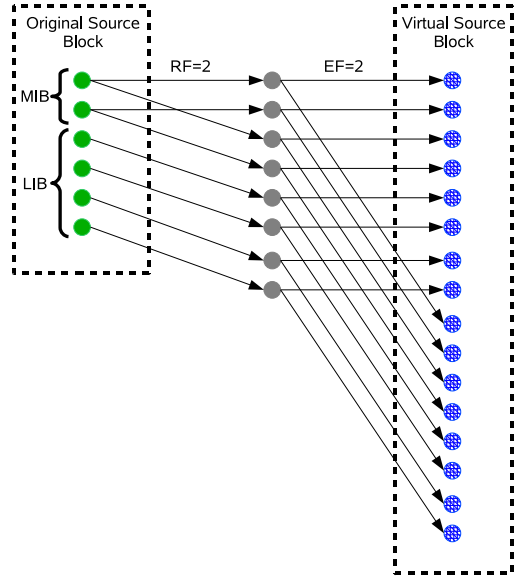 Original Source
Block
Virtual Source
Block
RF=2
EF=2
MIB
LIB